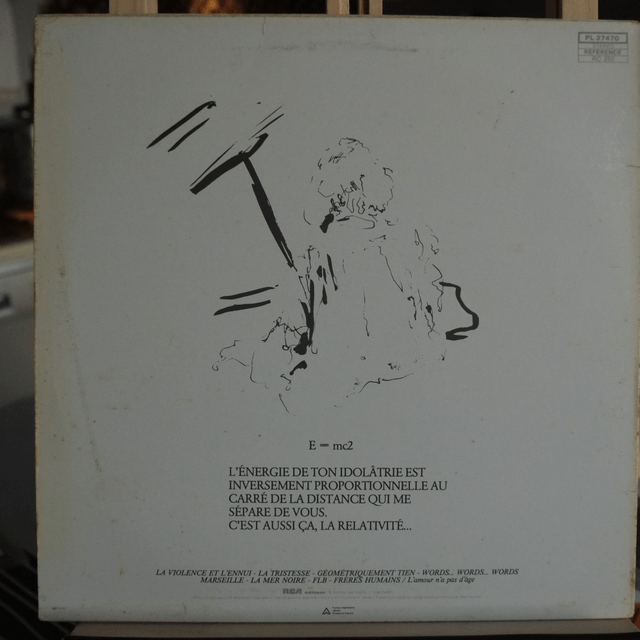 PL 37470
RÉFÉRENCE
E = mc2
L'ÉNERGIE DE TON IDOLÂTRIE EST
INVERSEMENT PROPORTIONNELLE AU
CARRÉ DE LA DISTANCE QUI ME
SÉPARE DE VOUS.
C'EST AUSSI ÇA, LA RELATIVITÉ...
LA VIOLENCE ET L'ENNUI - LA TRISTESSE - GEOMÉTRIQUEMENT TIEN - WORDS... WORDS... WORDS
MARSEILLE - LA MER NOIRE - FLB - FRÈRES HUMAINS / L'amour n'a pas d'âge
RCA